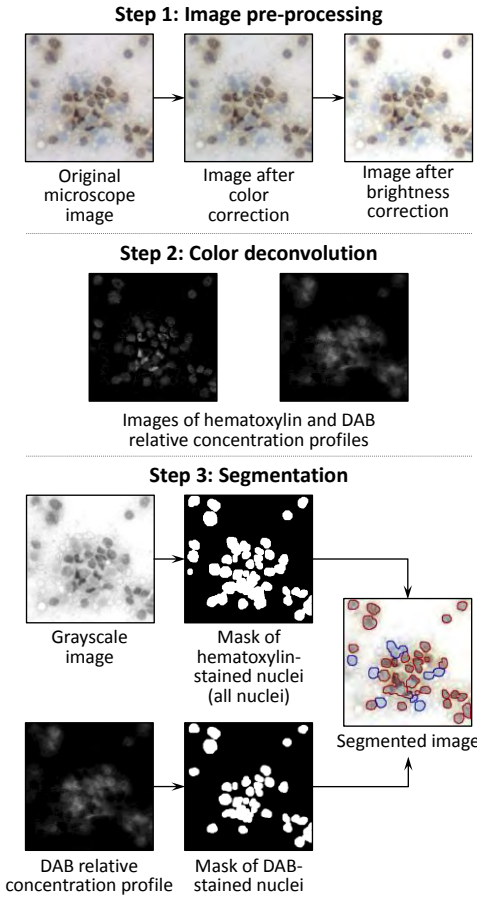 Step 1: Image pre-processing
Original
microscope
image
Image after
color
correction
Image after
brightness
correction
Step 2: Color deconvolution
Images of hematoxylin and DAB
relative concentration profiles
Step 3: Segmentation
Grayscale
image
Mask of
hematoxylin-
stained nuclei
(all nuclei)
Segmented image
DAB relative
concentration profile
Mask of DAB-
stained nuclei